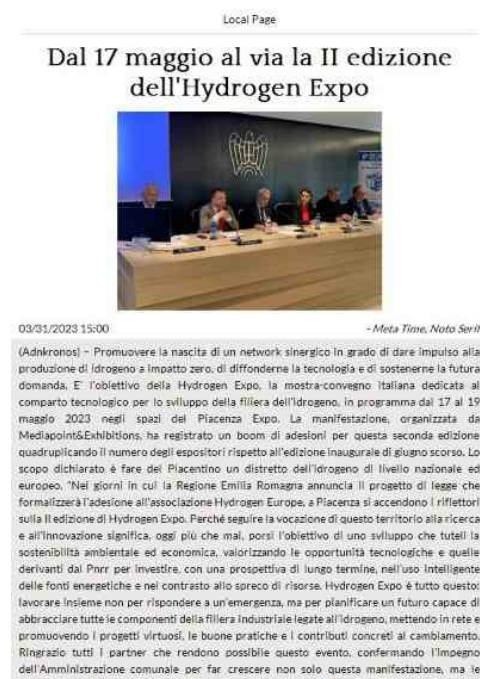 Local Page
Dal 17 maggio al via la II edizione
dell'Hydrogen Expo
03/31/2023 15:00
- Meta Time, Noto Serif
(Adnkronos) – Promuovere la nascita di un network sinergico in grado di dare impulso alla
produzione di idrogeno a impatto zero, di diffonderne la tecnologia e di sostenerne la futura
domanda. E' l'obiettivo della Hydrogen Expo, la mostra-convegno italiana dedicata al
comparto tecnologico per lo sviluppo della filiera dell'idrogeno, in programma dal 17 al 19
maggio 2023 negli spazi del Piacenza Expo. La manifestazione, organizzata da
Mediapoint&Exhibitions, ha registrato un boom di adesioni per questa seconda edizione
quadruplicando il numero degli espositori rispetto all'edizione inaugurale di giugno scorso. Lo
scopo dichiarato è fare del Piacentino un distretto dell'idrogeno di livello nazionale ed
europeo. "Nei giorni in cui la Regione Emilia Romagna annuncia il progetto di legge che
formalizzerà l'adesione all'associazione Hydrogen Europe, a Piacenza si accendono i riflettori
sulla II edizione di Hydrogen Expo. Perché seguire la vocazione di questo territorio alla ricerca
e all'innovazione significa, oggi più che mai, porsi l'obiettivo di uno sviluppo che tuteli la
sostenibilità ambientale ed economica, valorizzando le opportunità tecnologiche e quelle
derivanti dal Pnrr per investire, con una prospettiva di lungo termine, nell'uso intelligente
delle fonti energetiche e nel contrasto allo spreco di risorse. Hydrogen Expo è tutto questo:
lavorare insieme non per rispondere a un'emergenza, ma per planificare un futuro capace di
abbracciare tutte le componenti della filiera industriale legate all'idrogeno, mettendo in rete e
promuovendo i progetti virtuosi, le buone pratiche e i contributi concreti al cambiamento.
Ringrazio tutti i partner che rendono possibile questo evento, confermando l'impegno
dell'Amministrazione comunale per far crescere non solo questa manifestazione, ma le